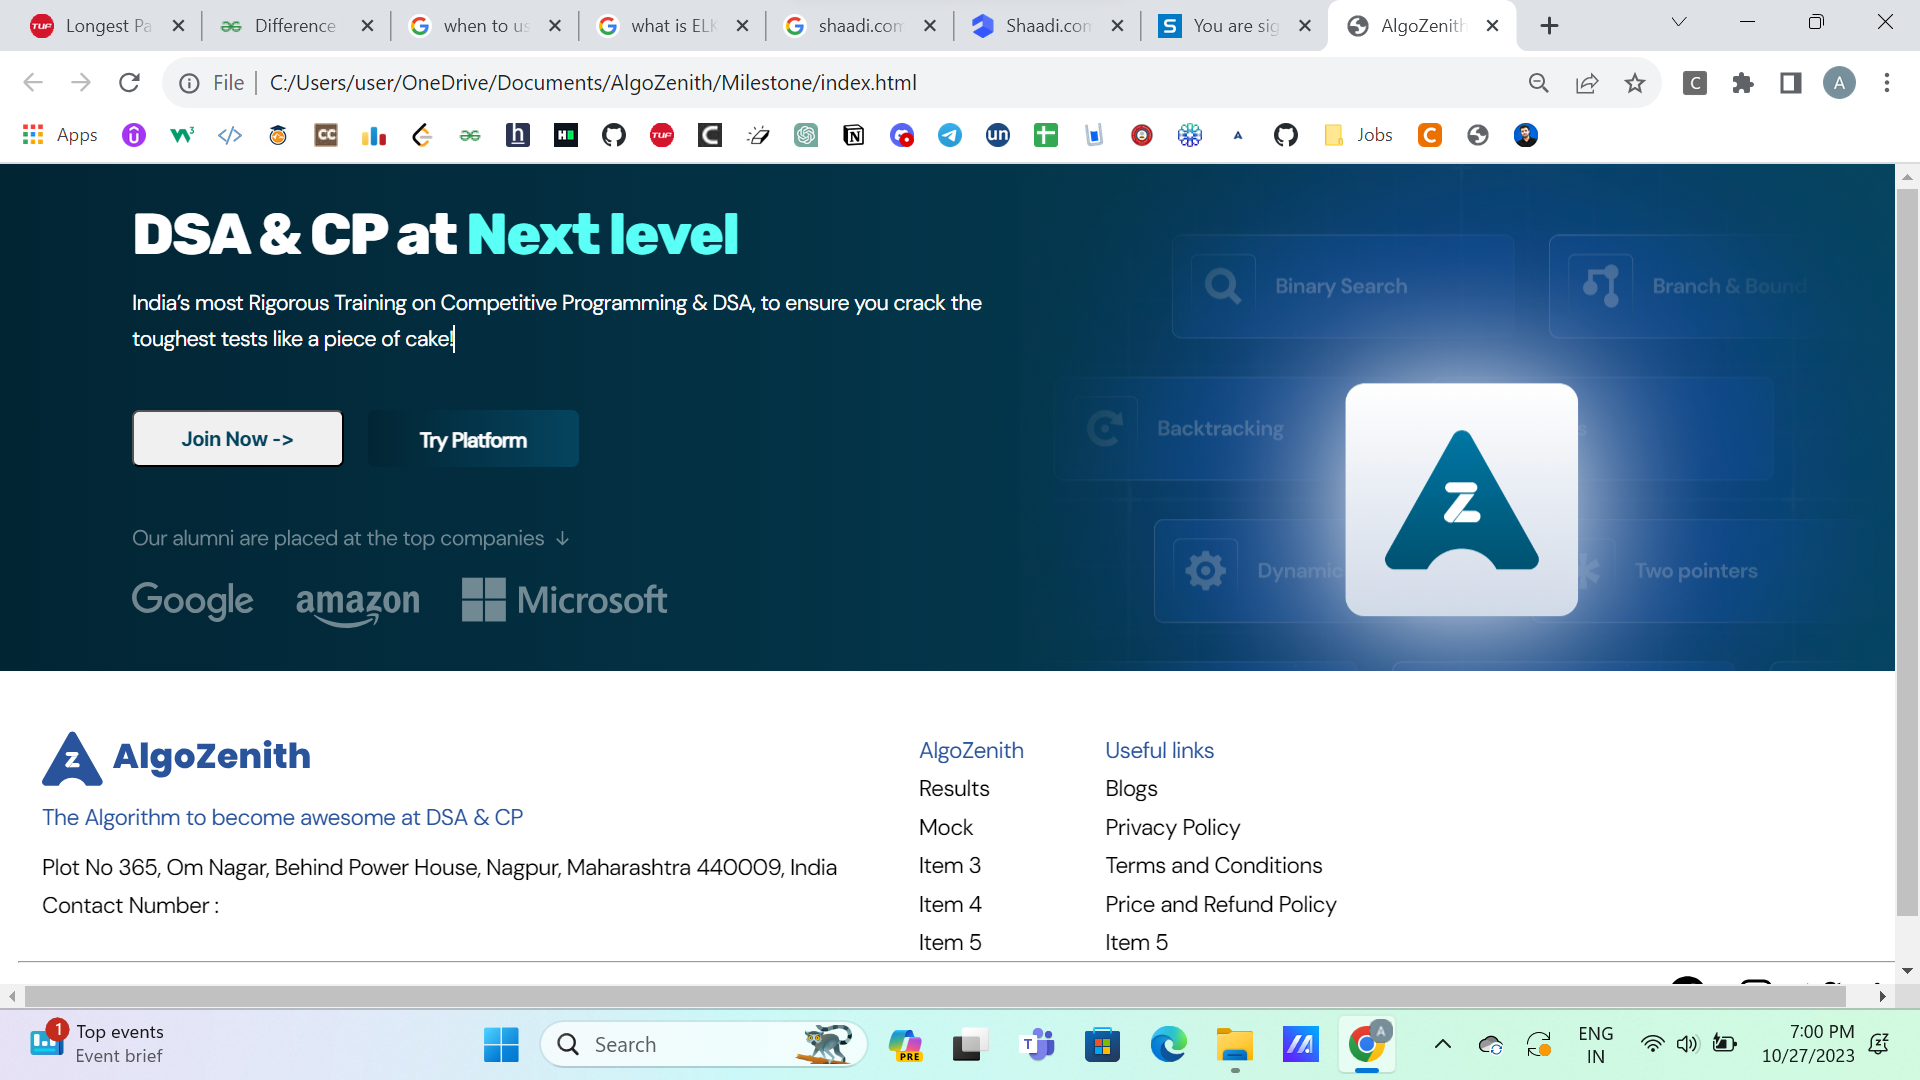 Longest Pa
Difference
when to us
what is ELK
shaadi.com
Shaadi.com
You are sig
AlgoZenith
File
C:/Users/user/OneDrive/Documents/AlgoZenith/Milestone/index.html
Apps
Jobs
DSA & CP at Next level
India's most Rigorous Training on Competitive Programming & DSA, to ensure you crack the
toughest tests like a piece of cake!
Join Now ->
Try Platform
Our alumni are placed at the top companies ↓
Google amazon Microsoft
Binary Search
Branch & Bound
Backtracking
Dynamic
Two pointers
Z
Z AlgoZenith
The Algorithm to become awesome at DSA & CP
Plot No 365, Om Nagar, Behind Power House, Nagpur, Maharashtra 440009, India
Contact Number :
AlgoZenith
Results
Mock
Item 3
Item 4
Item 5
Useful links
Blogs
Privacy Policy
Terms and Conditions
Price and Refund Policy
Item 5
1
Top events
Event brief
Search
PRE
ENG
IN
7:00 PM
10/27/2023